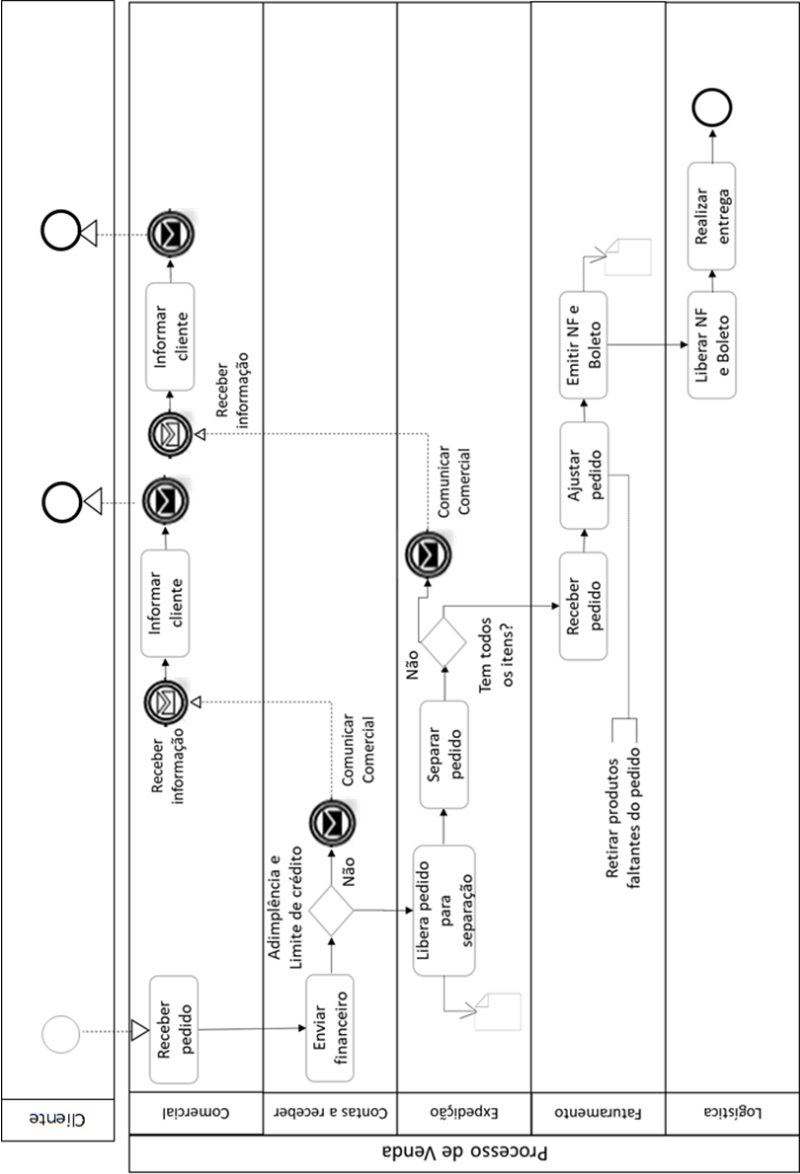 Cliente
Processo de Venda
Comercial
Receber
pedido
Receber
informação
Informar
cliente
Receber
informação
Informar
cliente
Contas a receber
Enviar
financeiro
Adimplência e
Limite de crédito
Não
Comunicar
Comercial
Expedição
Libera pedido
para
separação
Separar
pedido
Não
Tem todos
os itens?
Comunicar
Comercial
Faturamento
Retirar produtos
faltantes do pedido
Receber
pedido
Ajustar
pedido
Emitir NF e
Boleto
Logística
Liberar NF
e Boleto
Realizar
entrega